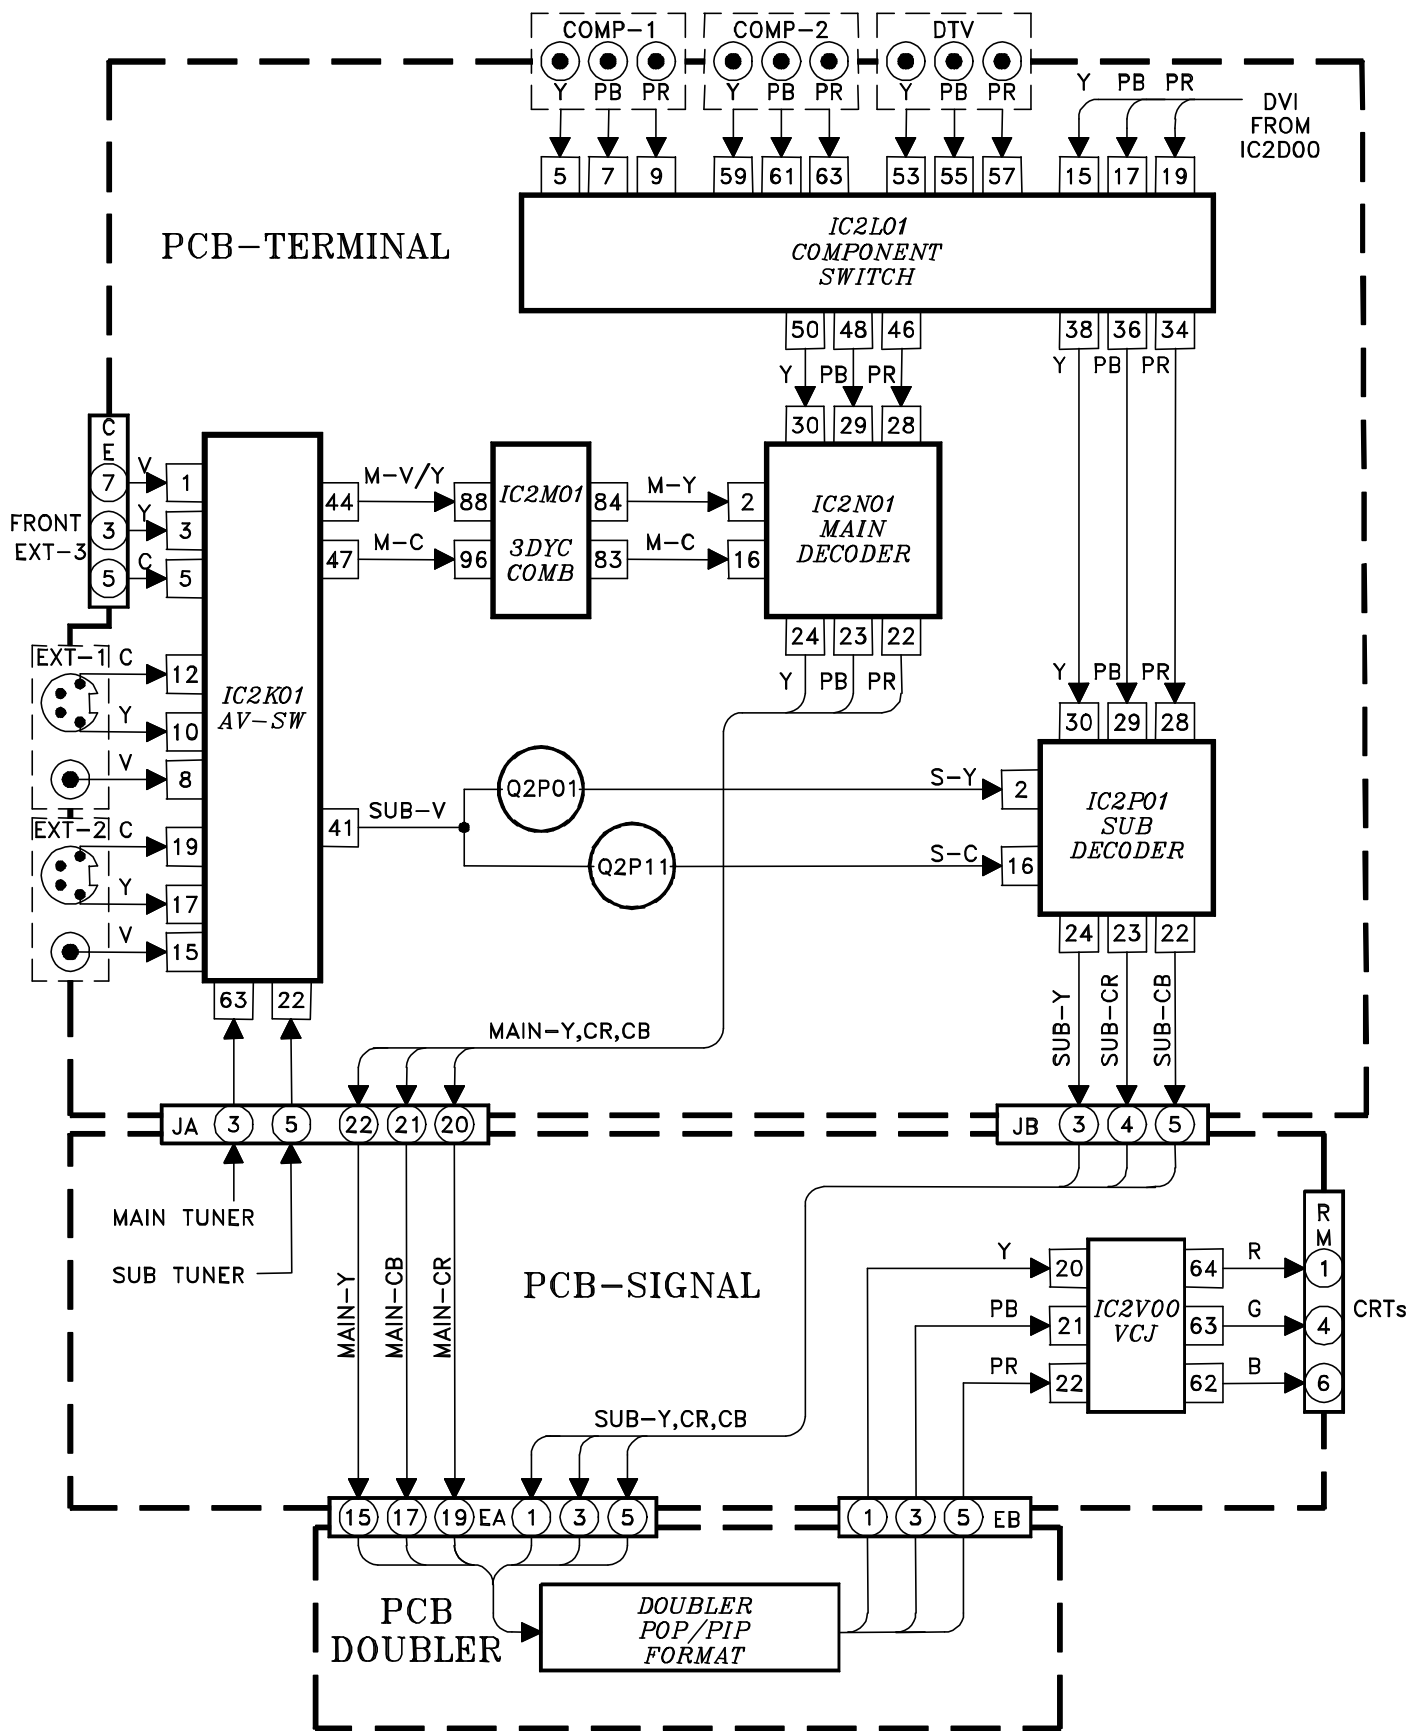 COMP-1 COMP-2 DTV
Y PB PR Y PB PR Y PB PR Y PB PR
DVI
FROM
IC2D00
5 7 9 59 61 63 53 55 57 15 17 19
PCB-TERMINAL
IC2L01
COMPONENT
SWITCH
50 48 46 38 36 34
Y PB PR Y PB PR
30 29 28
C
E
FRONT
EXT-3
7 V 1
3 Y 3
5 C 5
44 M-V/Y 88
47 M-C 96
IC2M01
3DYC
COMB
84 M-Y 2
83 M-C 16
IC2N01
MAIN
DECODER
24 23 22
Y PB PR
EXT-1 C 12
Y 10
V 8
EXT-2 C 19
Y 17
V 15
IC2K01
AV-SW
Y PB PR
30 29 28
41 SUB-V
Q2P01 S-Y 2
Q2P11 S-C 16
IC2P01
SUB
DECODER
24 23 22
SUB-Y SUB-CR SUB-CB
63 22
MAIN-Y,CR,CB
JA 3 5 22 21 20
JB 3 4 5
MAIN TUNER
SUB TUNER
MAIN-Y MAIN-CB MAIN-CR
PCB-SIGNAL
Y 20
PB 21
PR 22
IC2V00
VCJ
64 R 1
63 G 4
62 B 6
R
M
CRTs
SUB-Y,CR,CB
15 17 19 EA 1 3 5
1 3 5 EB
PCB
DOUBLER
DOUBLER
POP/PIP
FORMAT